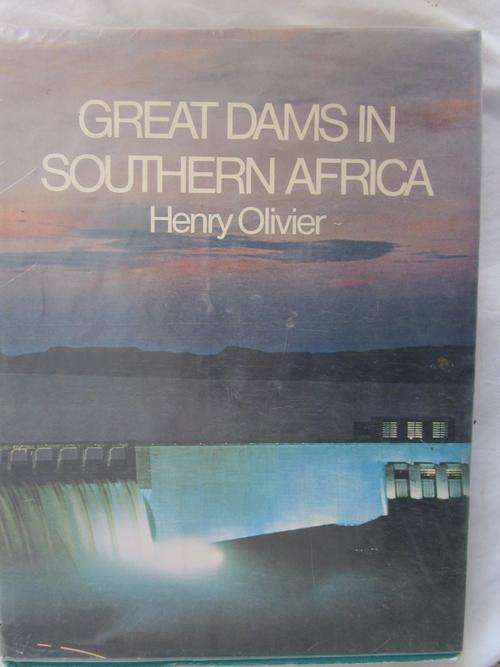 GREAT DAMS IN
SOUTHERN AFRICA
Henry Olivier